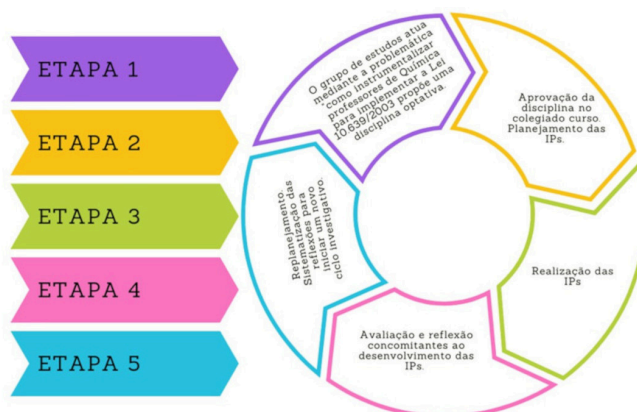 ETAPA 1
ETAPA 2
ETAPA 3
ETAPA 4
ETAPA 5
O grupo de estudos atua
mediante a problemática
"como instrumentalizar
professores de Química
para implementar a Lei
10.639/2003 propõe uma
disciplina optativa.
Aprovação da
disciplina no
colegiado curso.
Planejamento das
IPs.
Realização das
IPs
Avaliação e reflexão
concomitantes ao
desenvolvimento das
IPs.
Replanejamento.
Sistematização das
reflexões para
iniciar um novo
ciclo investigativo.